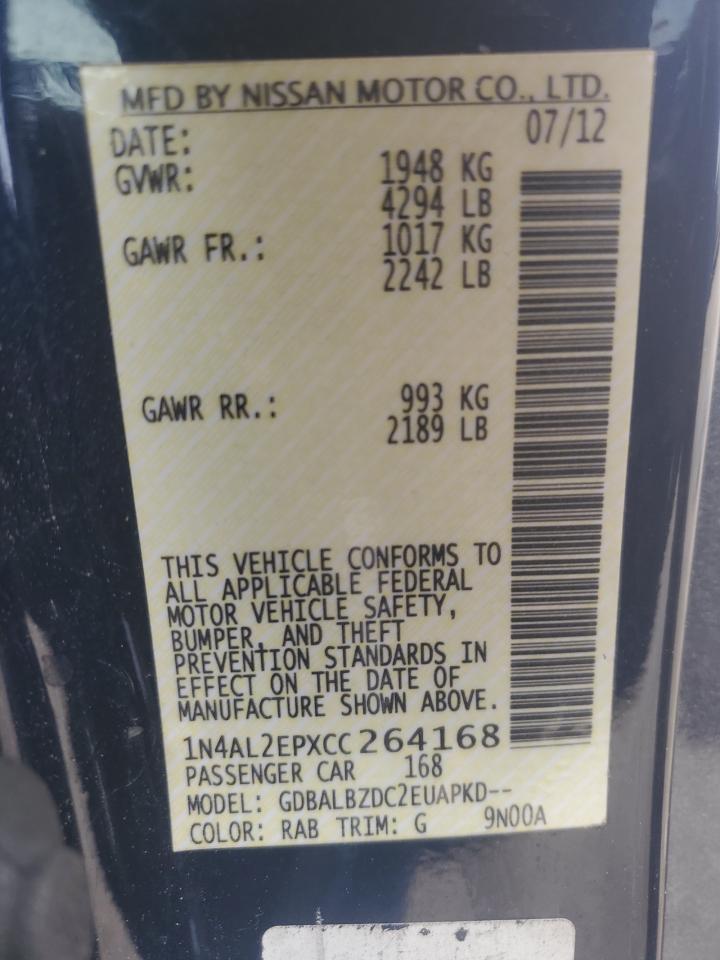 MFD BY NISSAN MOTOR CO., LTD.
DATE: 07/12
GVWR: 1948 KG
4294 LB
GAWR FR.: 1017 KG
2242 LB
GAWR RR.: 993 KG
2189 LB
THIS VEHICLE CONFORMS TO
ALL APPLICABLE FEDERAL
MOTOR VEHICLE SAFETY,
BUMPER, AND THEFT
PREVENTION STANDARDS IN
EFFECT ON THE DATE OF
MANUFACTURE SHOWN ABOVE.
1N4AL2EPXCC264168
PASSENGER CAR 168
MODEL: GDBALBZDC2EUAPKD--
COLOR: RAB TRIM: G 9N00A